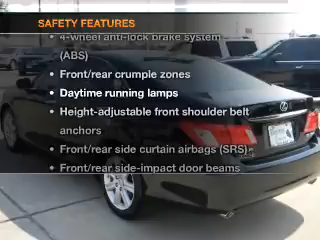 SAFETY FEATURES
• 4-wheel anti-lock brake system
(ABS)
• Front/rear crumple zones
• Daytime running lamps
• Height-adjustable front shoulder belt
anchors
• Front/rear side curtain airbags (SRS)
• Front/rear side-impact door beams